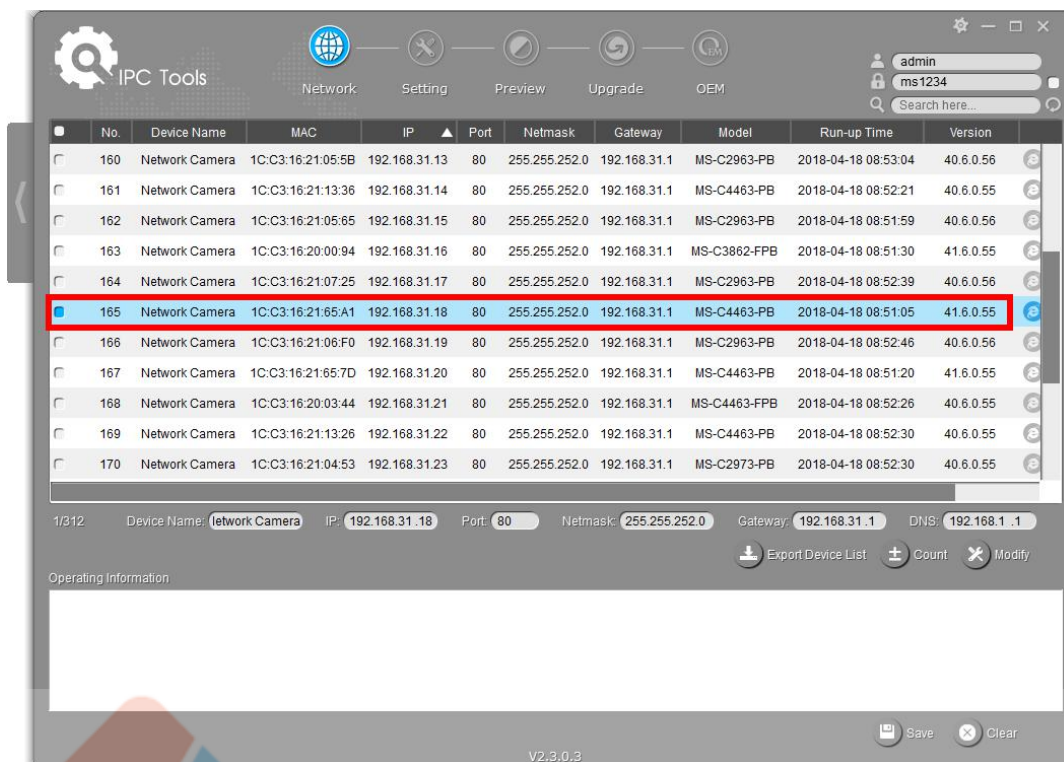 IPC Tools
Network Setting Preview Upgrade OEM
admin
ms1234
Search here...
No. Device Name MAC IP Port Netmask Gateway Model Run-up Time Version
160 Network Camera 1C:C3:16:21:05:5B 192.168.31.13 80 255.255.252.0 192.168.31.1 MS-C2963-PB 2018-04-18 08:53:04 40.6.0.56
161 Network Camera 1C:C3:16:21:13:36 192.168.31.14 80 255.255.252.0 192.168.31.1 MS-C4463-PB 2018-04-18 08:52:21 40.6.0.55
162 Network Camera 1C:C3:16:21:05:65 192.168.31.15 80 255.255.252.0 192.168.31.1 MS-C2963-PB 2018-04-18 08:51:59 40.6.0.56
163 Network Camera 1C:C3:16:20:00:94 192.168.31.16 80 255.255.252.0 192.168.31.1 MS-C3862-FPB 2018-04-18 08:51:30 41.6.0.55
164 Network Camera 1C:C3:16:21:07:25 192.168.31.17 80 255.255.252.0 192.168.31.1 MS-C2963-PB 2018-04-18 08:52:39 40.6.0.56
165 Network Camera 1C:C3:16:21:65:A1 192.168.31.18 80 255.255.252.0 192.168.31.1 MS-C4463-PB 2018-04-18 08:51:05 41.6.0.55
166 Network Camera 1C:C3:16:21:06:F0 192.168.31.19 80 255.255.252.0 192.168.31.1 MS-C2963-PB 2018-04-18 08:52:46 40.6.0.56
167 Network Camera 1C:C3:16:21:65:7D 192.168.31.20 80 255.255.252.0 192.168.31.1 MS-C4463-PB 2018-04-18 08:51:20 41.6.0.55
168 Network Camera 1C:C3:16:20:03:44 192.168.31.21 80 255.255.252.0 192.168.31.1 MS-C4463-FPB 2018-04-18 08:52:26 40.6.0.55
169 Network Camera 1C:C3:16:21:13:26 192.168.31.22 80 255.255.252.0 192.168.31.1 MS-C4463-PB 2018-04-18 08:52:30 40.6.0.55
170 Network Camera 1C:C3:16:21:04:53 192.168.31.23 80 255.255.252.0 192.168.31.1 MS-C2973-PB 2018-04-18 08:52:30 40.6.0.55
1/312 Device Name: letwork Camera IP: 192.168.31 .18 Port: 80 Netmask: 255.255.252.0 Gateway: 192.168.31 .1 DNS: 192.168.1 .1
Export Device List Count Modify
Operating Information
Save Clear
V2.3.0.3